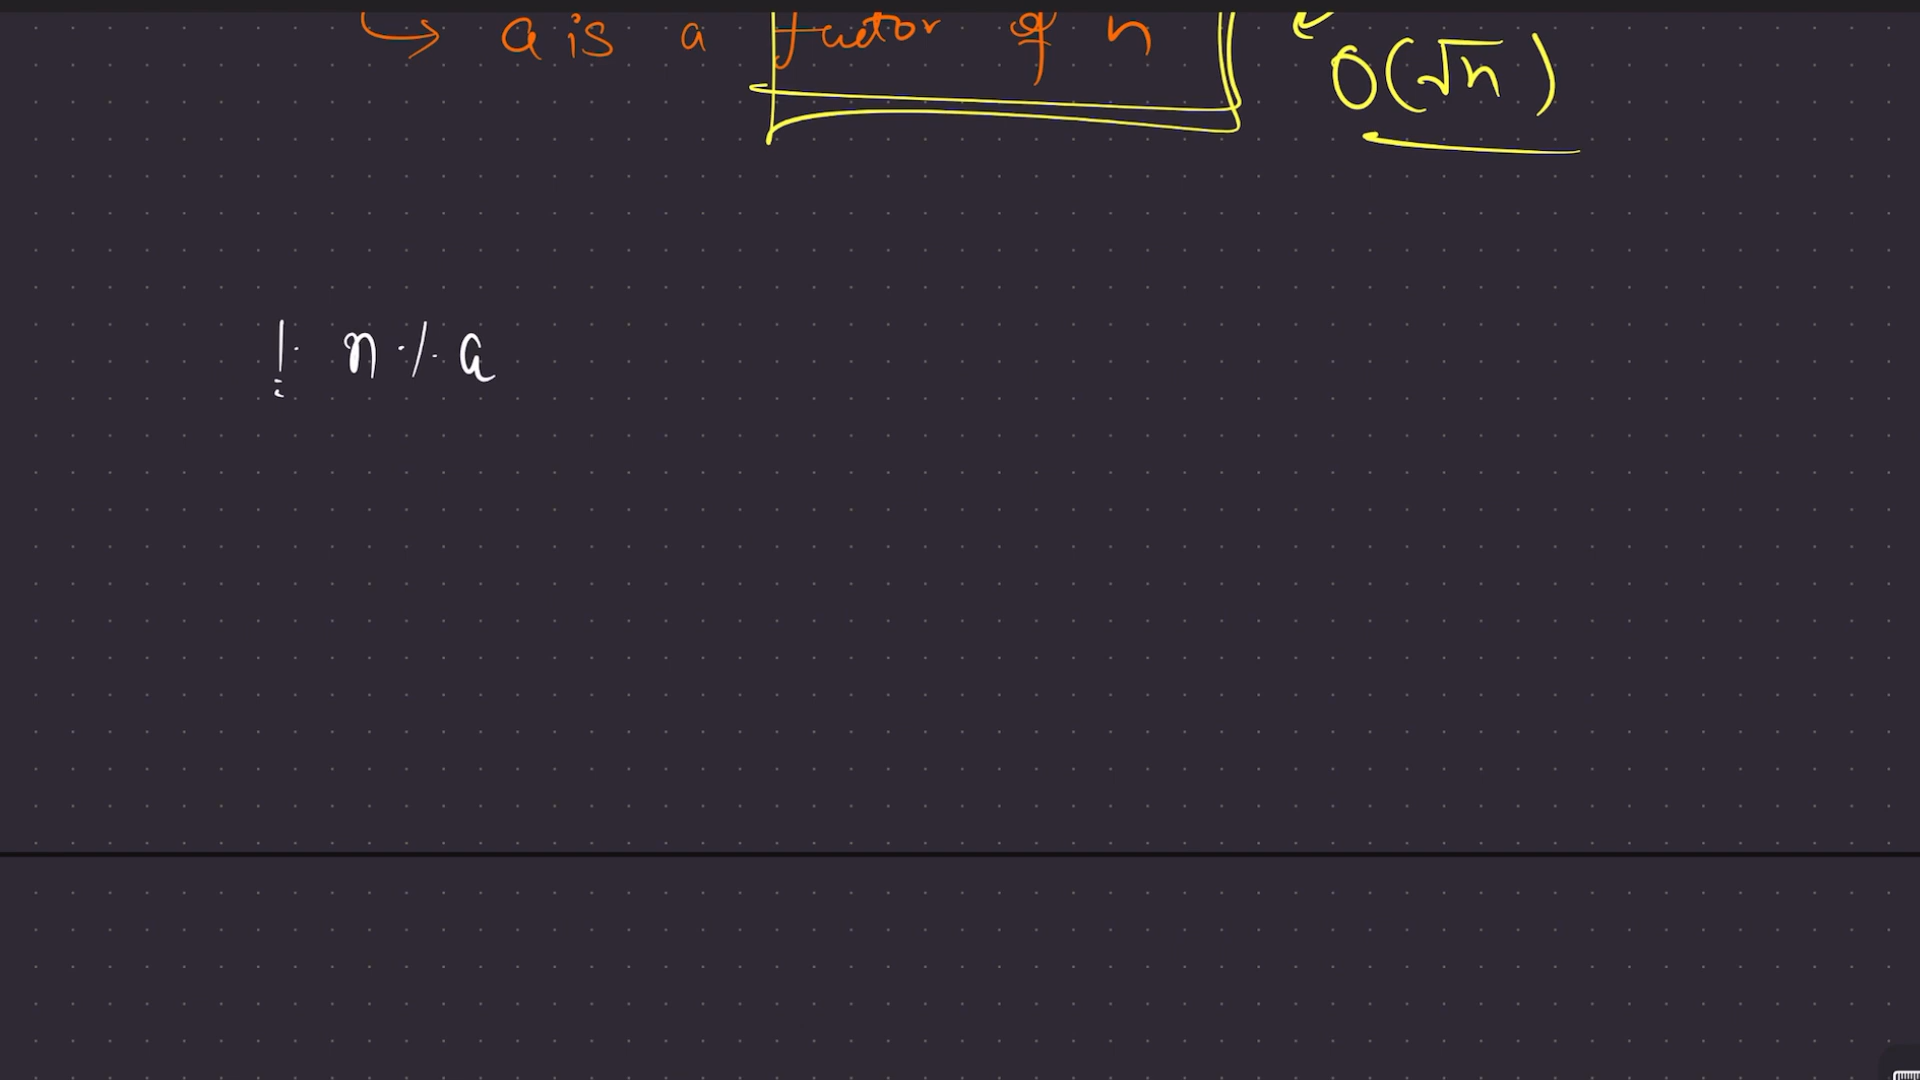 ↳ a is a factor of n
O(√n)
! n % a